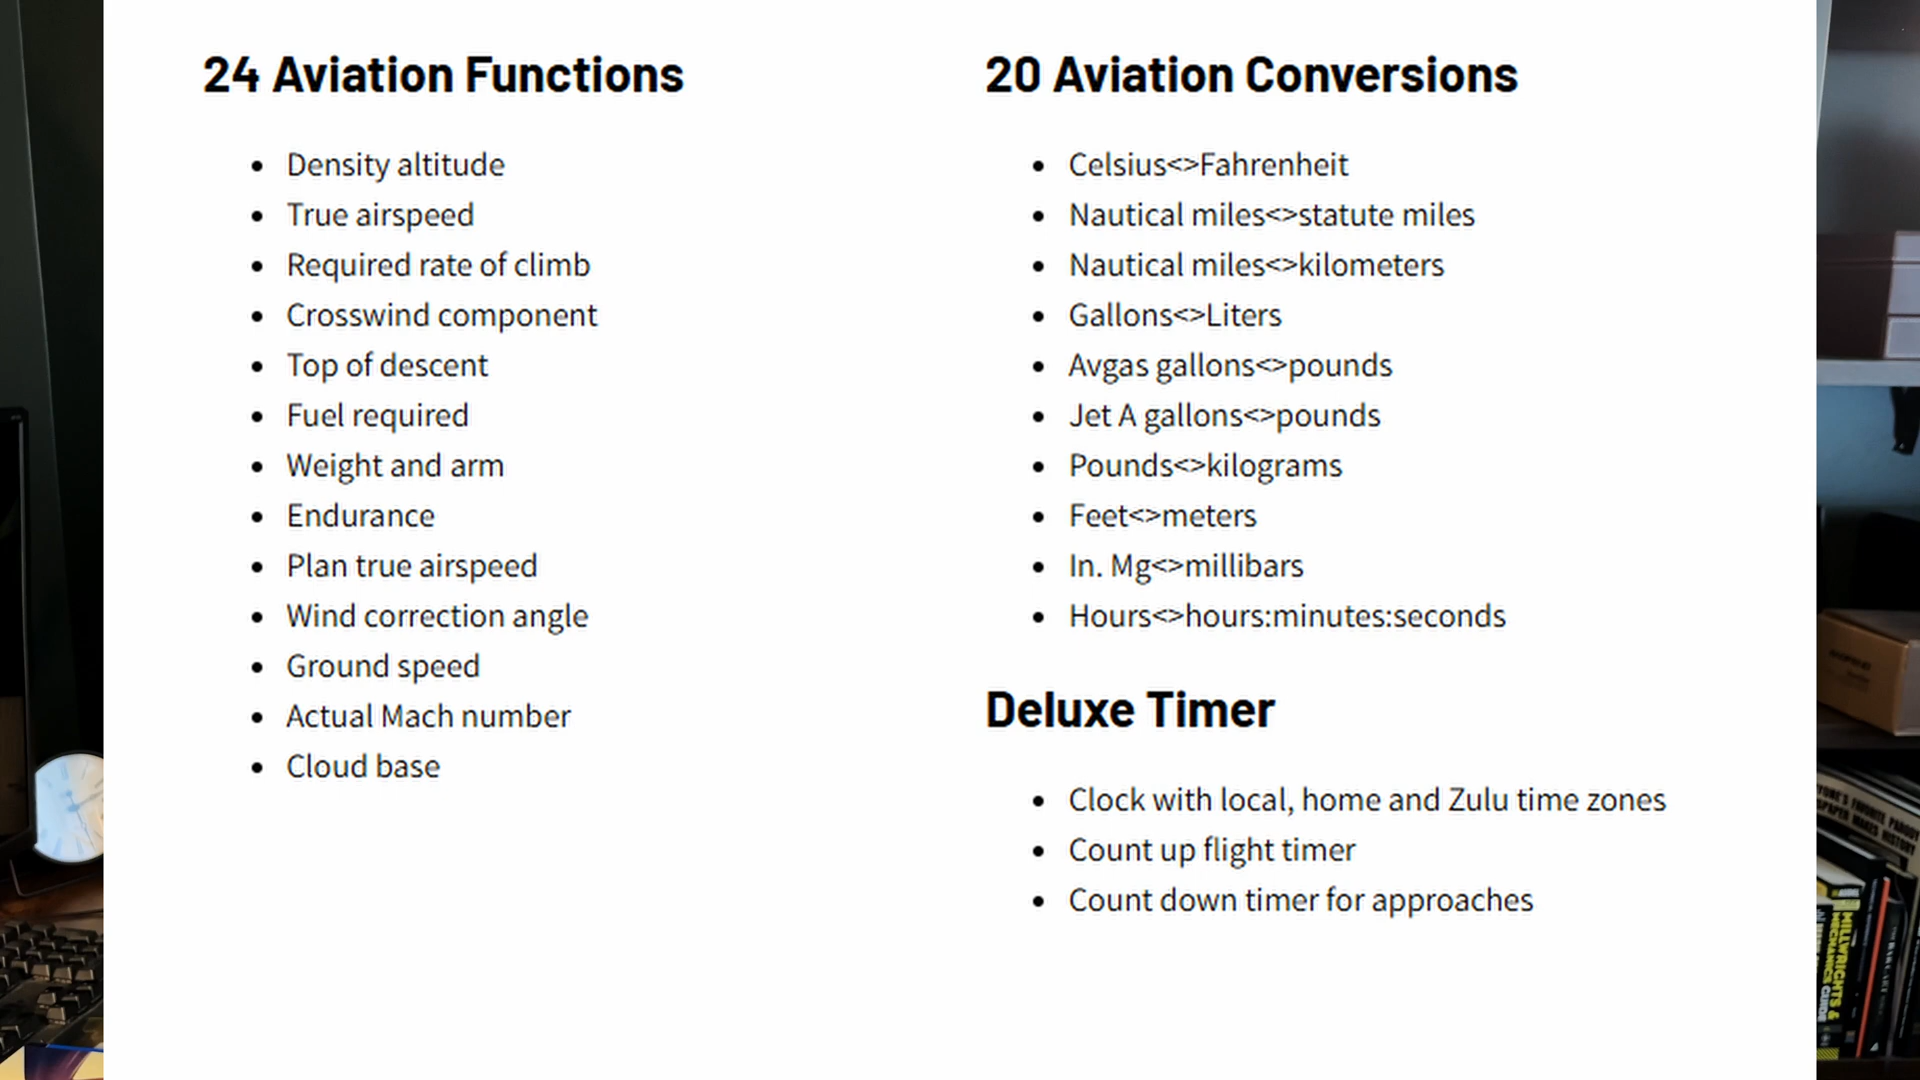 24 Aviation Functions
Density altitude
True airspeed
Required rate of climb
Crosswind component
Top of descent
Fuel required
Weight and arm
Endurance
Plan true airspeed
Wind correction angle
Ground speed
Actual Mach number
Cloud base
20 Aviation Conversions
Celsius<>Fahrenheit
Nautical miles<>statute miles
Nautical miles<>kilometers
Gallons<>Liters
Avgas gallons<>pounds
Jet A gallons<>pounds
Pounds<>kilograms
Feet<>meters
In. Mg<>millibars
Hours<>hours:minutes:seconds
Deluxe Timer
Clock with local, home and Zulu time zones
Count up flight timer
Count down timer for approaches
MILLWRIGHTS &
MECHANICS GUIDE